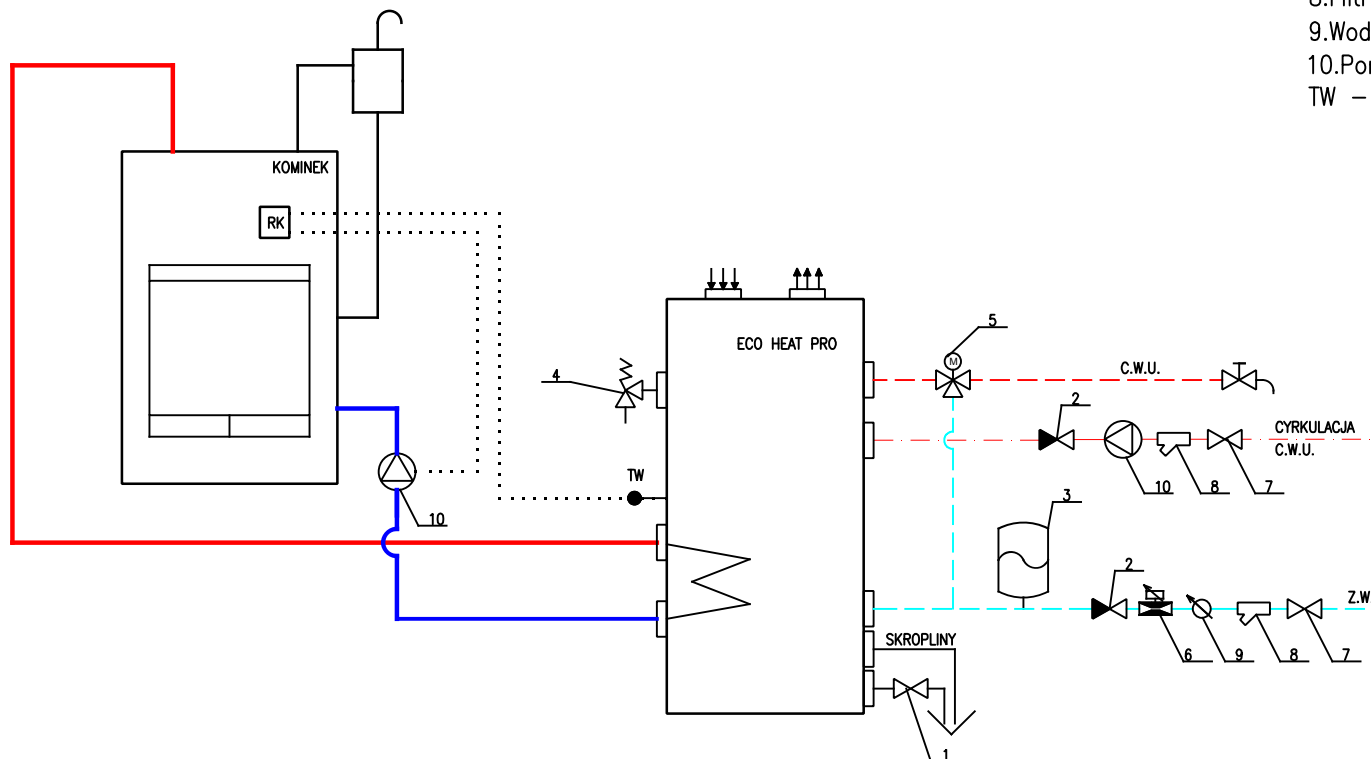 9.Wod
10.Po
TW –
KOMINEK
RK
ECO HEAT PRO
5
4
C.W.U.
2
CYRKULACJA
C.W.U.
10
8
7
TW
3
10
2
Z.W
SKROPLINY
6
9
8
7
1